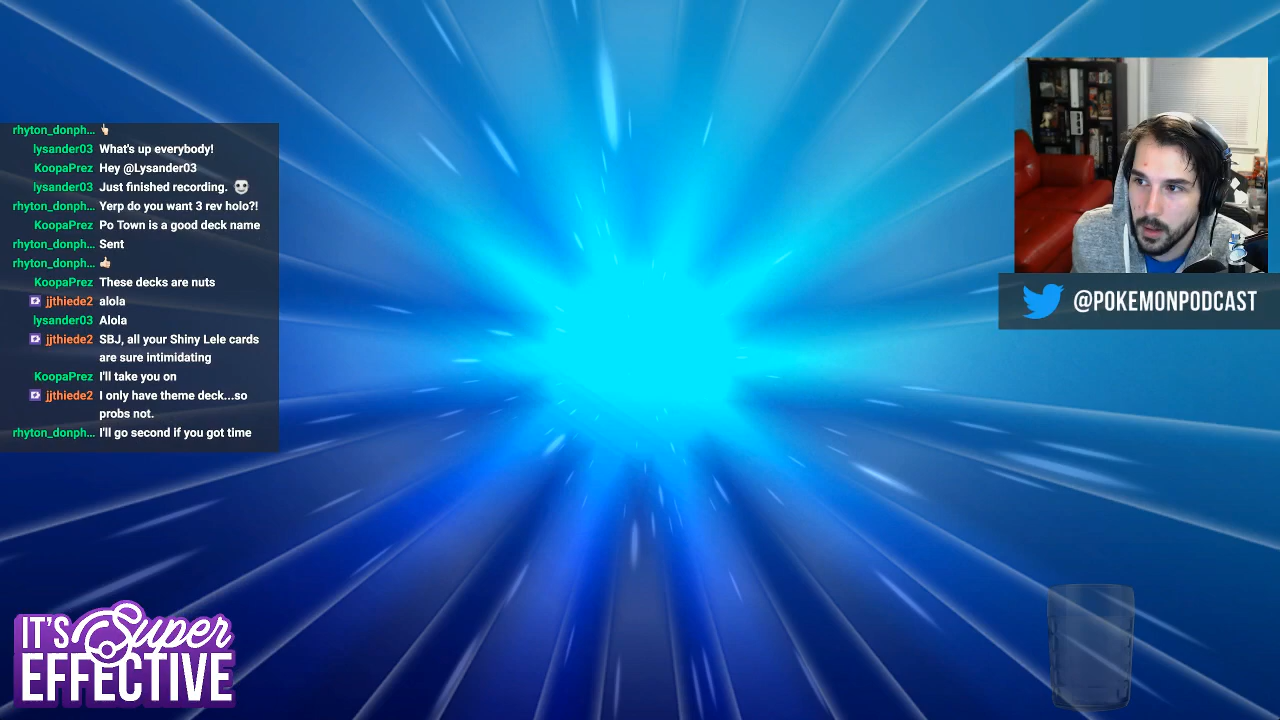 rhyton_donph...
lysander03 What's up everybody!
KoopaPrez Hey @Lysander03
lysander03 Just finished recording.
rhyton_donph... Yerp do you want 3 rev holo?!
KoopaPrez Po Town is a good deck name
rhyton_donph... Sent
rhyton_donph...
KoopaPrez These decks are nuts
jjthiede2 alola
lysander03 Alola
jjthiede2 SBJ, all your Shiny Lele cards
are sure intimidating
KoopaPrez I'll take you on
jjthiede2 I only have theme deck...so
probs not.
rhyton_donph... I'll go second if you got time
@POKEMONPODCAST
IT'S Super
EFFECTIVE